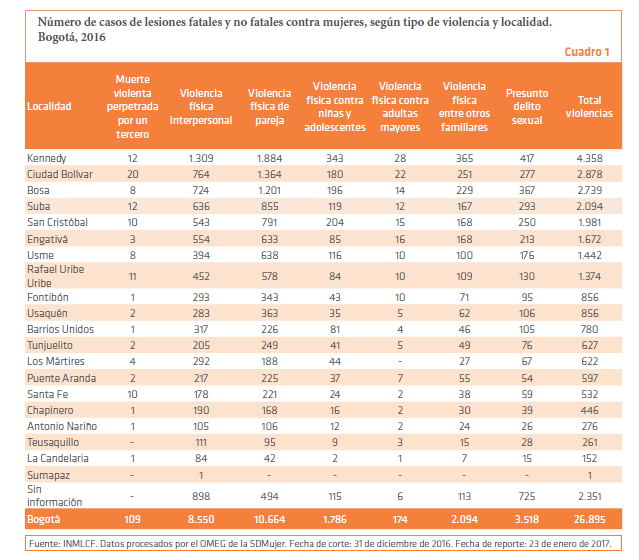 Número de casos de lesiones fatales y no fatales contra mujeres, según tipo de violencia y localidad.
Bogotá, 2016
Cuadro 1
Localidad | Muerte violenta perpetrada por un tercero | Violencia física interpersonal | Violencia física de pareja | Violencia física contra niñas y adolescentes | Violencia física contra adultas mayores | Violencia física entre otros familiares | Presunto delito sexual | Total violencias
Kennedy 12 1.309 1.884 343 28 365 417 4.358
Ciudad Bolívar 20 764 1.364 180 22 251 277 2.878
Bosa 8 724 1.201 196 14 229 367 2.739
Suba 12 636 855 119 12 167 293 2.094
San Cristóbal 10 543 791 204 15 168 250 1.981
Engativá 3 554 633 85 16 168 213 1.672
Usme 8 394 638 116 10 100 176 1.442
Rafael Uribe Uribe 11 452 578 84 10 109 130 1.374
Fontibón 1 293 343 43 10 71 95 856
Usaquén 2 283 363 35 5 62 106 856
Barrios Unidos 1 317 226 81 4 46 105 780
Tunjuelito 2 205 249 41 5 49 76 627
Los Mártires 4 292 188 44 - 27 67 622
Puente Aranda 2 217 225 37 7 55 54 597
Santa Fe 10 178 221 24 2 38 59 532
Chapinero 1 190 168 16 2 30 39 446
Antonio Nariño 1 105 106 12 2 24 26 276
Teusaquillo - 111 95 9 3 15 28 261
La Candelaria 1 84 42 2 1 7 15 152
Sumapaz - 1 - - - - - 1
Sin información - 898 494 115 6 113 725 2.351
Bogotá 109 8.550 10.664 1.786 174 2.094 3.518 26.895
Fuente: INMLCF. Datos procesados por el OMEG de la SDMujer. Fecha de corte: 31 de diciembre de 2016. Fecha de reporte: 23 de enero de 2017.